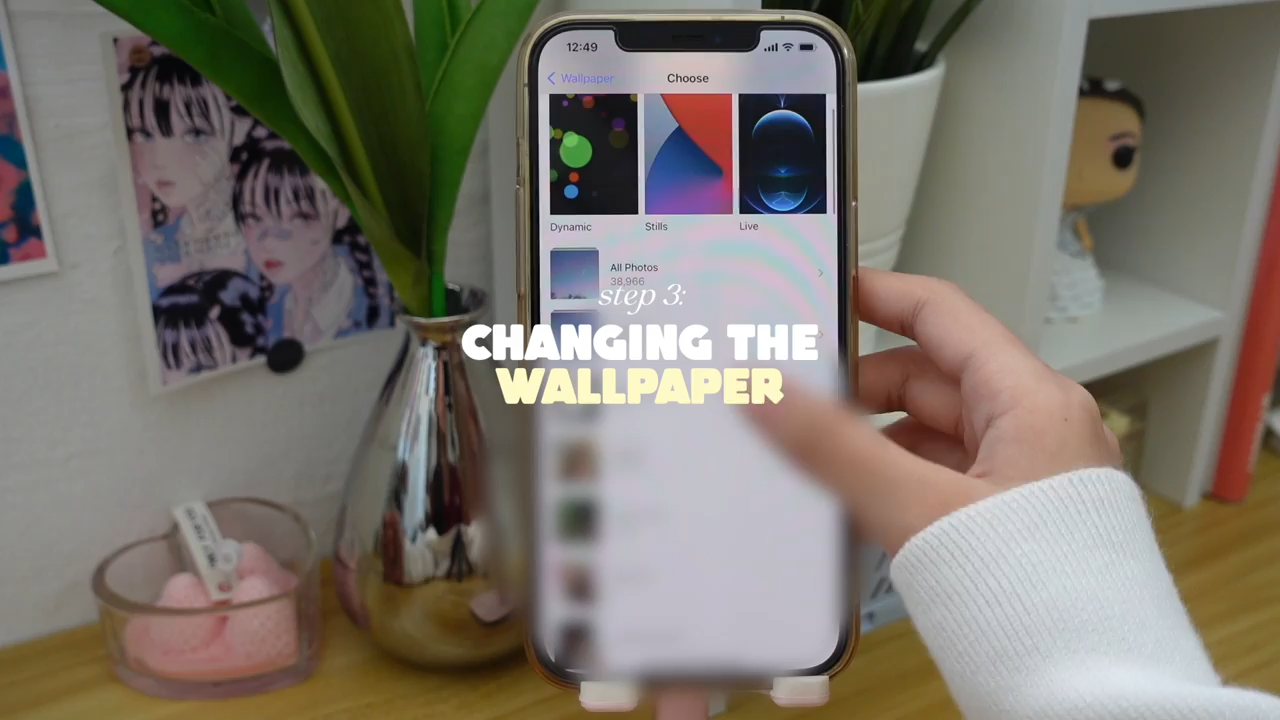 12:49
Wallpaper
Choose
Dynamic
Stills
Live
All Photos
38,966
step 3:
CHANGING THE
WALLPAPER